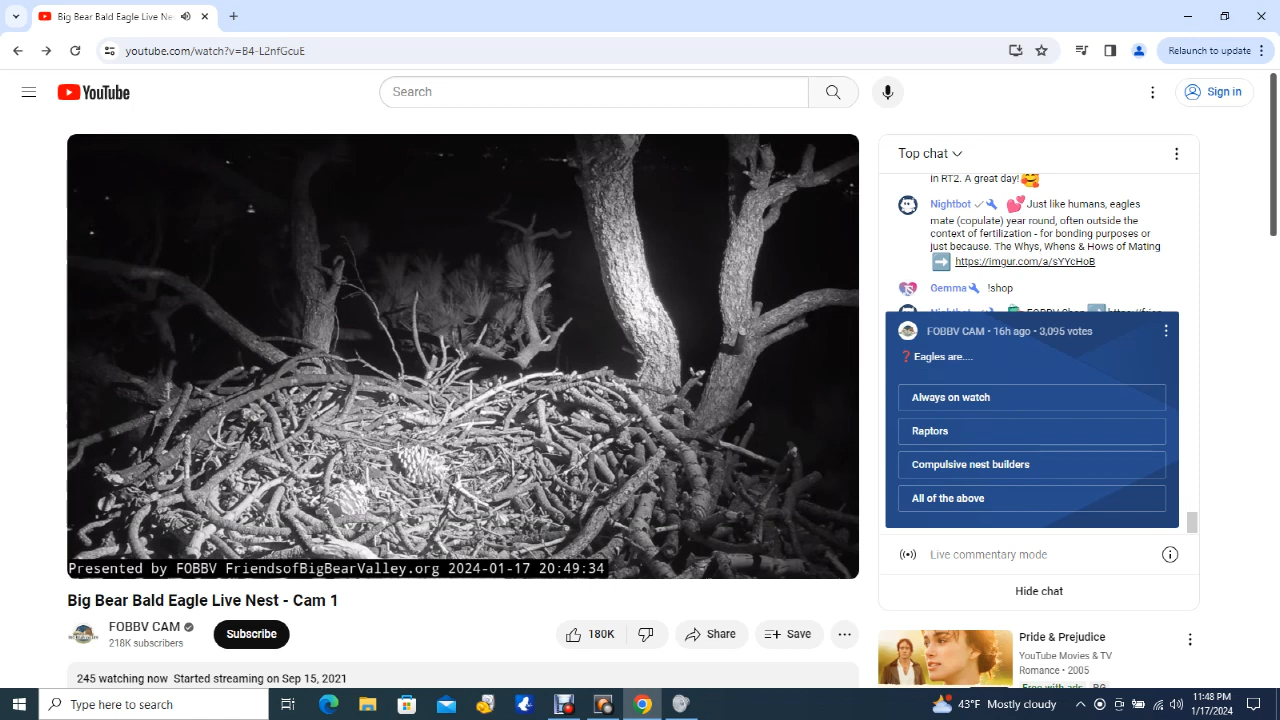 Big Bear Bald Eagle Live Ne
youtube.com/watch?v=B4-L2nfGcuE
Relaunch to update
YouTube
Search
Sign in
Presented by FOBBV FriendsofBigBearValley.org 2024-01-17 20:49:34
Big Bear Bald Eagle Live Nest - Cam 1
FOBBV CAM
218K subscribers
Subscribe
180K
Share
Save
245 watching now Started streaming on Sep 15, 2021
Top chat
in RT2. A great day!🥰
Nightbot 💕Just like humans, eagles
mate (copulate) year round, often outside the
context of fertilization - for bonding purposes or
just because. The Whys, Whens & Hows of Mating
➡️ https://imgur.com/a/sYYcHoB
Gemma !shop
FOBBV CAM • 16h ago • 3,095 votes
❓Eagles are....
Always on watch
Raptors
Compulsive nest builders
All of the above
Live commentary mode
Hide chat
Pride & Prejudice
YouTube Movies & TV
Romance • 2005
Free with ads PG
Type here to search
43°F Mostly cloudy
11:48 PM
1/17/2024